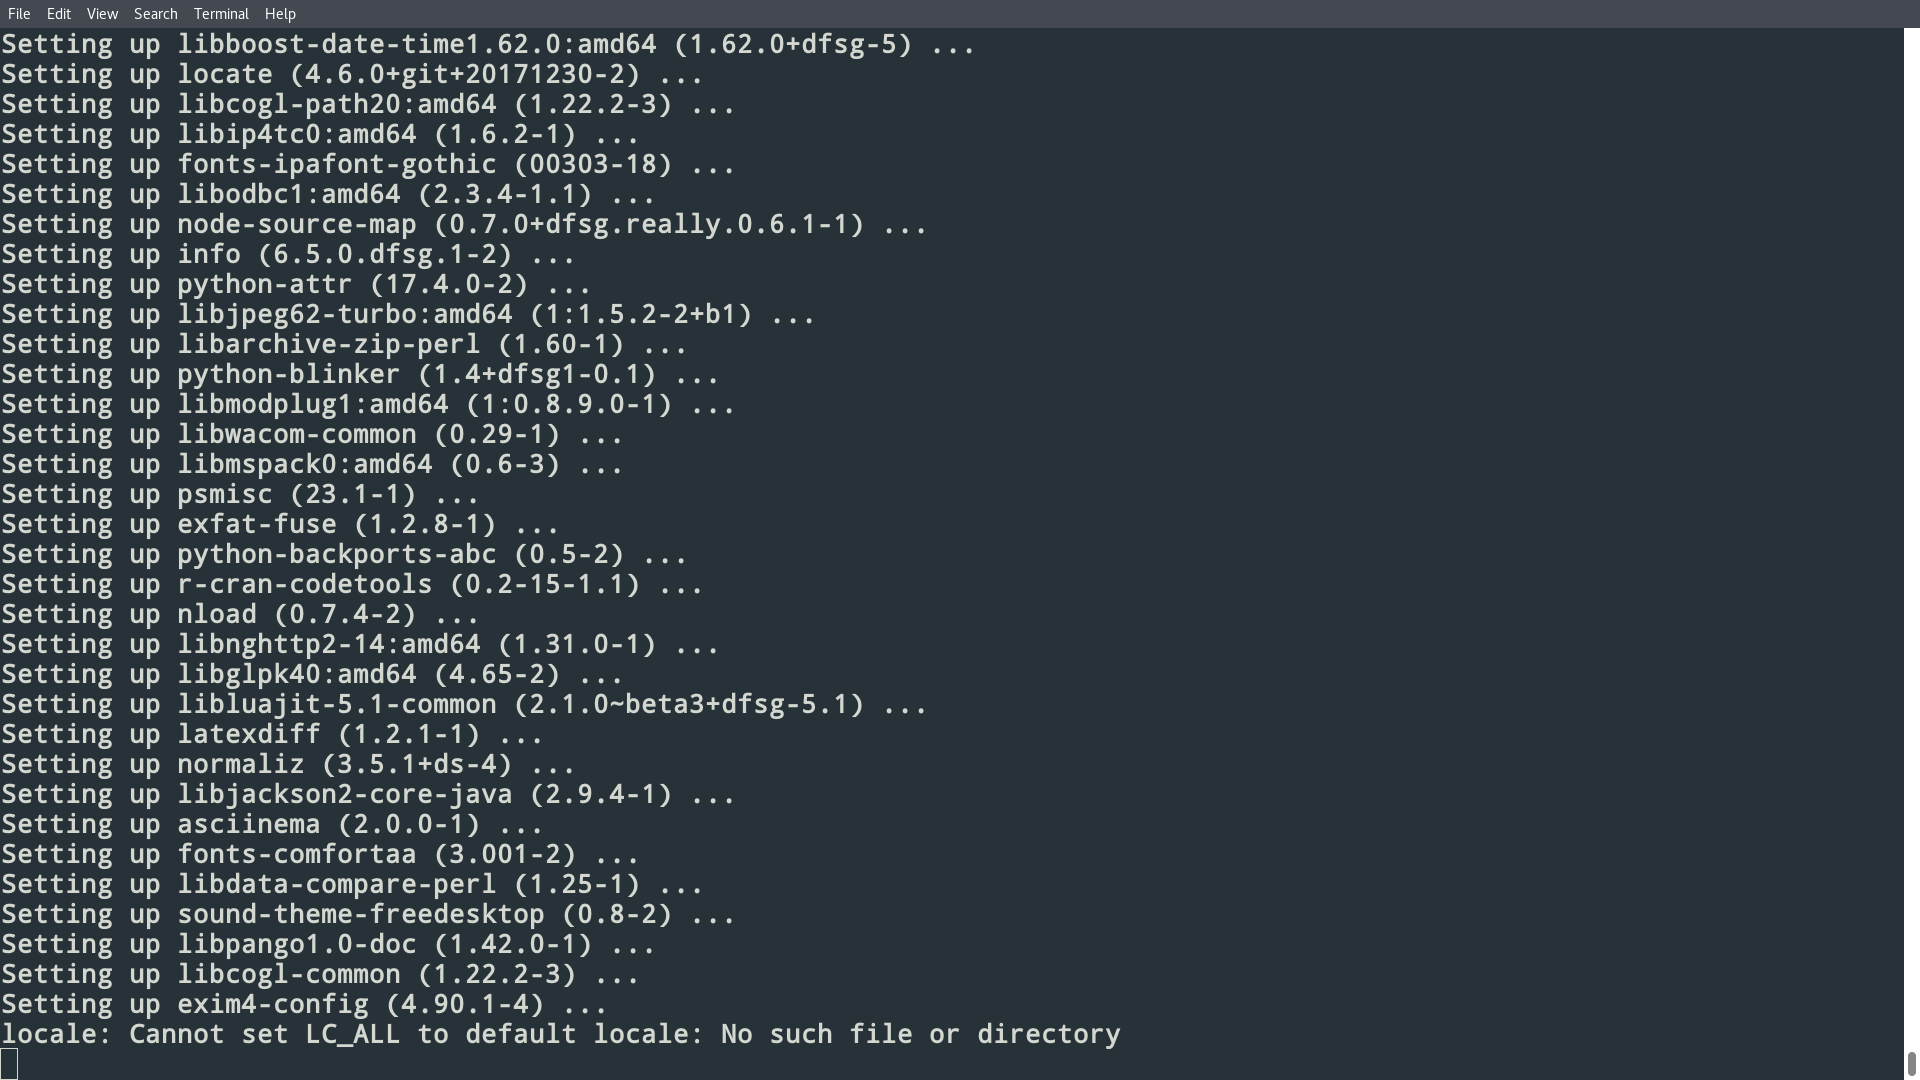 File Edit View Search Terminal Help
Setting up libboost-date-time1.62.0:amd64 (1.62.0+dfsg-5) ...
Setting up locate (4.6.0+git+20171230-2) ...
Setting up libcogl-path20:amd64 (1.22.2-3) ...
Setting up libip4tc0:amd64 (1.6.2-1) ...
Setting up fonts-ipafont-gothic (00303-18) ...
Setting up libodbc1:amd64 (2.3.4-1.1) ...
Setting up node-source-map (0.7.0+dfsg.really.0.6.1-1) ...
Setting up info (6.5.0.dfsg.1-2) ...
Setting up python-attr (17.4.0-2) ...
Setting up libjpeg62-turbo:amd64 (1:1.5.2-2+b1) ...
Setting up libarchive-zip-perl (1.60-1) ...
Setting up python-blinker (1.4+dfsg1-0.1) ...
Setting up libmodplug1:amd64 (1:0.8.9.0-1) ...
Setting up libwacom-common (0.29-1) ...
Setting up libmspack0:amd64 (0.6-3) ...
Setting up psmisc (23.1-1) ...
Setting up exfat-fuse (1.2.8-1) ...
Setting up python-backports-abc (0.5-2) ...
Setting up r-cran-codetools (0.2-15-1.1) ...
Setting up nload (0.7.4-2) ...
Setting up libnghttp2-14:amd64 (1.31.0-1) ...
Setting up libglpk40:amd64 (4.65-2) ...
Setting up libluajit-5.1-common (2.1.0~beta3+dfsg-5.1) ...
Setting up latexdiff (1.2.1-1) ...
Setting up normaliz (3.5.1+ds-4) ...
Setting up libjackson2-core-java (2.9.4-1) ...
Setting up asciinema (2.0.0-1) ...
Setting up fonts-comfortaa (3.001-2) ...
Setting up libdata-compare-perl (1.25-1) ...
Setting up sound-theme-freedesktop (0.8-2) ...
Setting up libpango1.0-doc (1.42.0-1) ...
Setting up libcogl-common (1.22.2-3) ...
Setting up exim4-config (4.90.1-4) ...
locale: Cannot set LC_ALL to default locale: No such file or directory